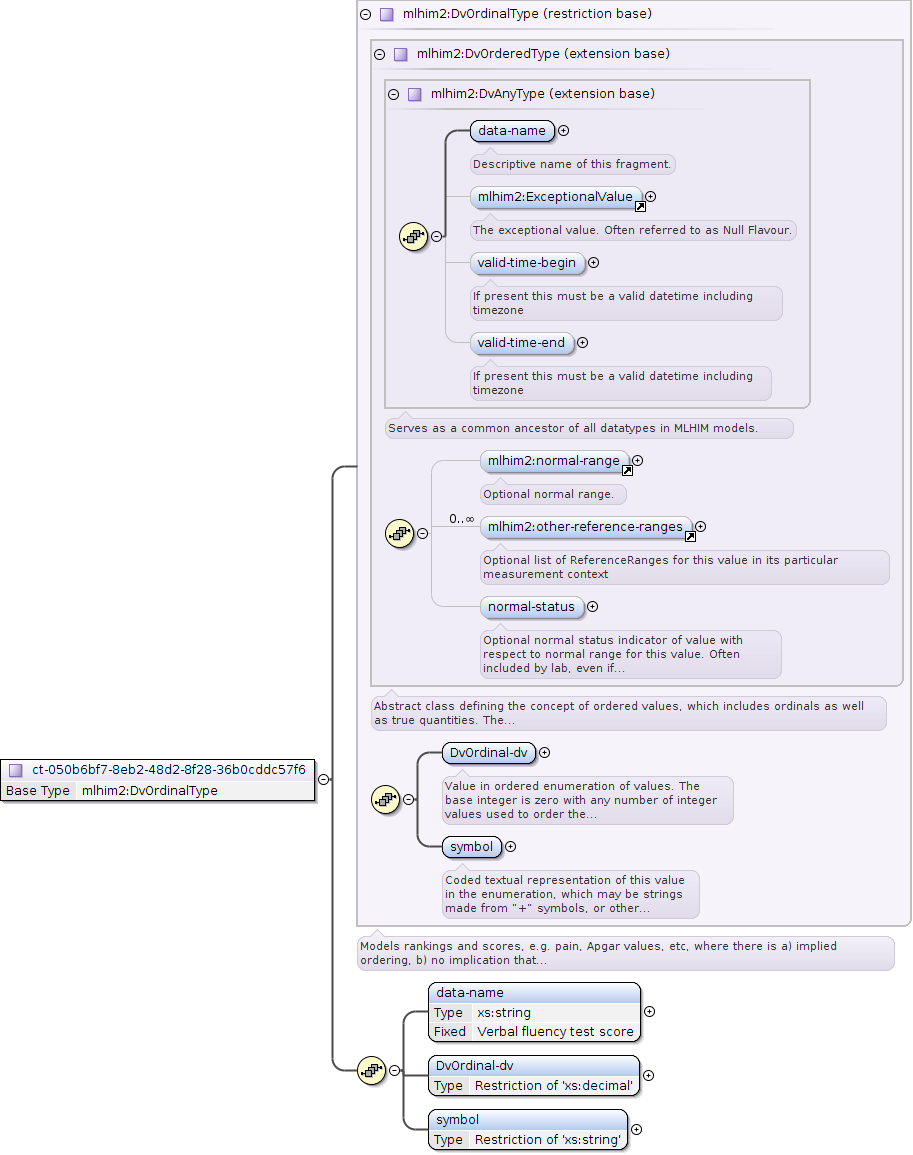 mlhim2:DvOrdinalType (restriction base)
mlhim2:DvOrderedType (extension base)
mlhim2:DvAnyType (extension base)
data-name
Descriptive name of this fragment.
mlhim2:ExceptionalValue
The exceptional value. Often referred to as Null Flavour.
valid-time-begin
If present this must be a valid datetime including
timezone
valid-time-end
If present this must be a valid datetime including
timezone
Serves as a common ancestor of all datatypes in MLHIM models.
mlhim2:normal-range
Optional normal range.
0..∞
mlhim2:other-reference-ranges
Optional list of ReferenceRanges for this value in its particular
measurement context
normal-status
Optional normal status indicator of value with
respect to normal range for this value. Often
included by lab, even if...
Abstract class defining the concept of ordered values, which includes ordinals as well
as true quantities. The...
DvOrdinal-dv
Value in ordered enumeration of values. The
base integer is zero with any number of integer
values used to order the...
symbol
Coded textual representation of this value
in the enumeration, which may be strings
made from "+" symbols, or other...
ct-050b6bf7-8eb2-48d2-8f28-36b0cddc57f6
Base Type mlhim2:DvOrdinalType
Models rankings and scores, e.g. pain, Apgar values, etc, where there is a) implied
ordering, b) no implication that...
data-name
Type xs:string
Fixed Verbal fluency test score
DvOrdinal-dv
Type Restriction of 'xs:decimal'
symbol
Type Restriction of 'xs:string'